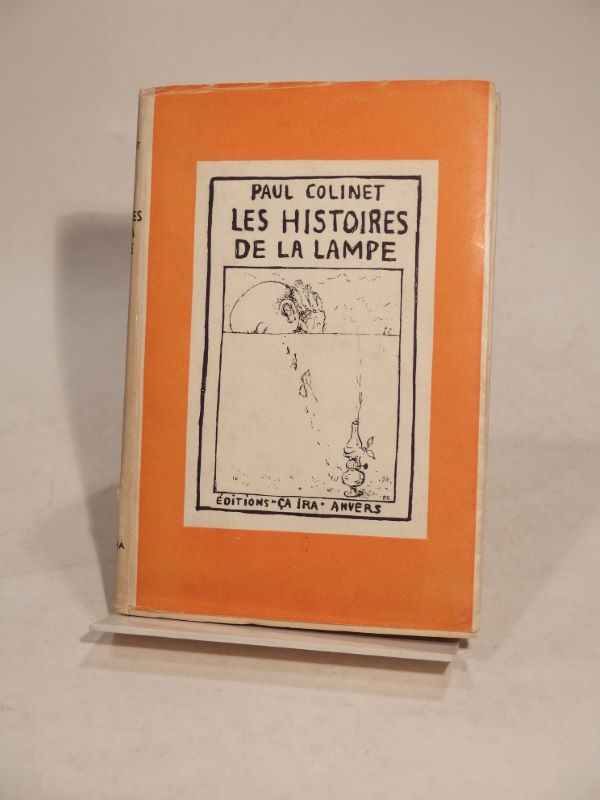 PAUL COLINET
LES HISTOIRES
DE LA LAMPE
P.C.
ÉDITIONS "ÇA IRA" ANVERS